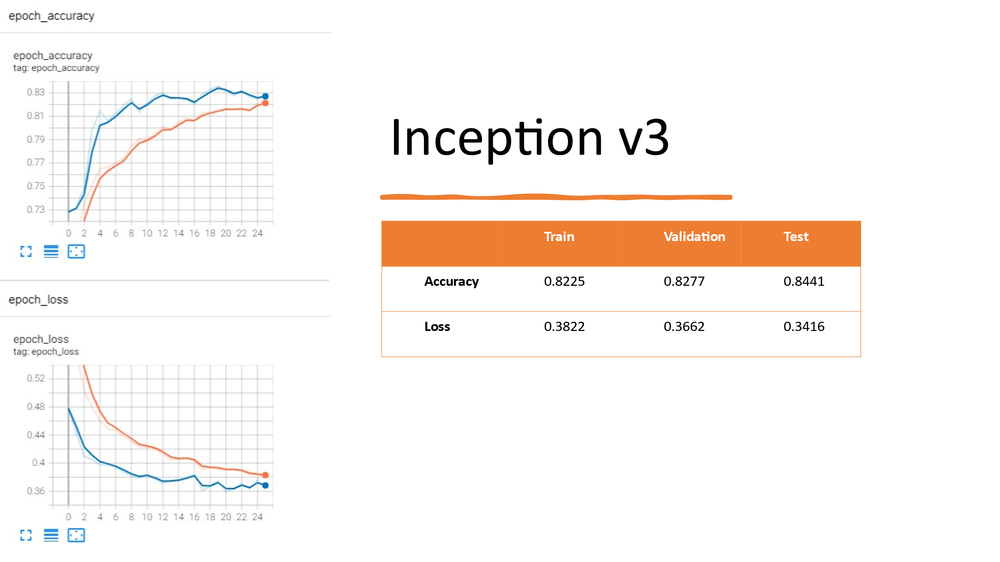 epoch_accuracy
epoch_accuracy
tag: epoch_accuracy
0.83
0.81
0.79
0.77
0.75
0.73
0 2 4 6 8 10 12 14 16 18 20 22 24
epoch_loss
epoch_loss
tag: epoch_loss
0.52
0.48
0.44
0.4
0.36
0 2 4 6 8 10 12 14 16 18 20 22 24
Inception v3
Train Validation Test
Accuracy 0.8225 0.8277 0.8441
Loss 0.3822 0.3662 0.3416